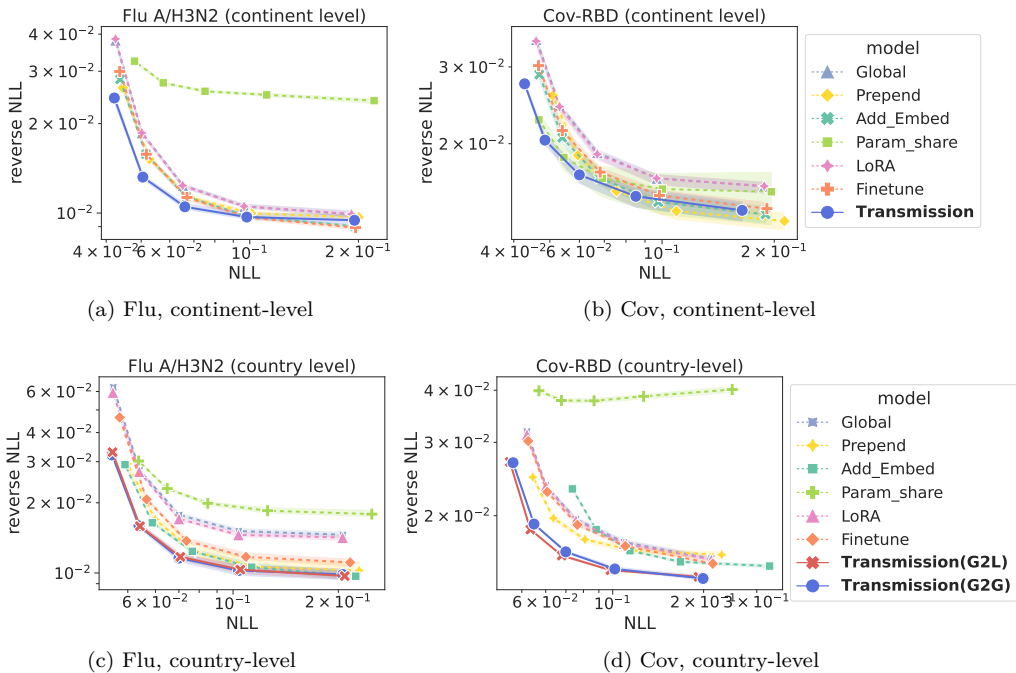 Flu A/H3N2 (continent level)
reverse NLL
4 × 10⁻²
3 × 10⁻²
2 × 10⁻²
10⁻²
4 × 10⁻²
6 × 10⁻²
10⁻¹
2 × 10⁻¹
NLL
(a) Flu, continent-level
Cov-RBD (continent level)
reverse NLL
3 × 10⁻²
2 × 10⁻²
4 × 10⁻²
6 × 10⁻²
10⁻¹
2 × 10⁻¹
NLL
(b) Cov, continent-level
model
Global
Prepend
Add_Embed
Param_share
LoRA
Finetune
Transmission
Flu A/H3N2 (country level)
reverse NLL
6 × 10⁻²
4 × 10⁻²
3 × 10⁻²
2 × 10⁻²
10⁻²
6 × 10⁻²
10⁻¹
2 × 10⁻¹
NLL
(c) Flu, country-level
Cov-RBD (country-level)
reverse NLL
4 × 10⁻²
3 × 10⁻²
2 × 10⁻²
6 × 10⁻²
10⁻¹
2 × 10⁻¹
3 × 10⁻¹
NLL
(d) Cov, country-level
model
Global
Prepend
Add_Embed
Param_share
LoRA
Finetune
Transmission(G2L)
Transmission(G2G)